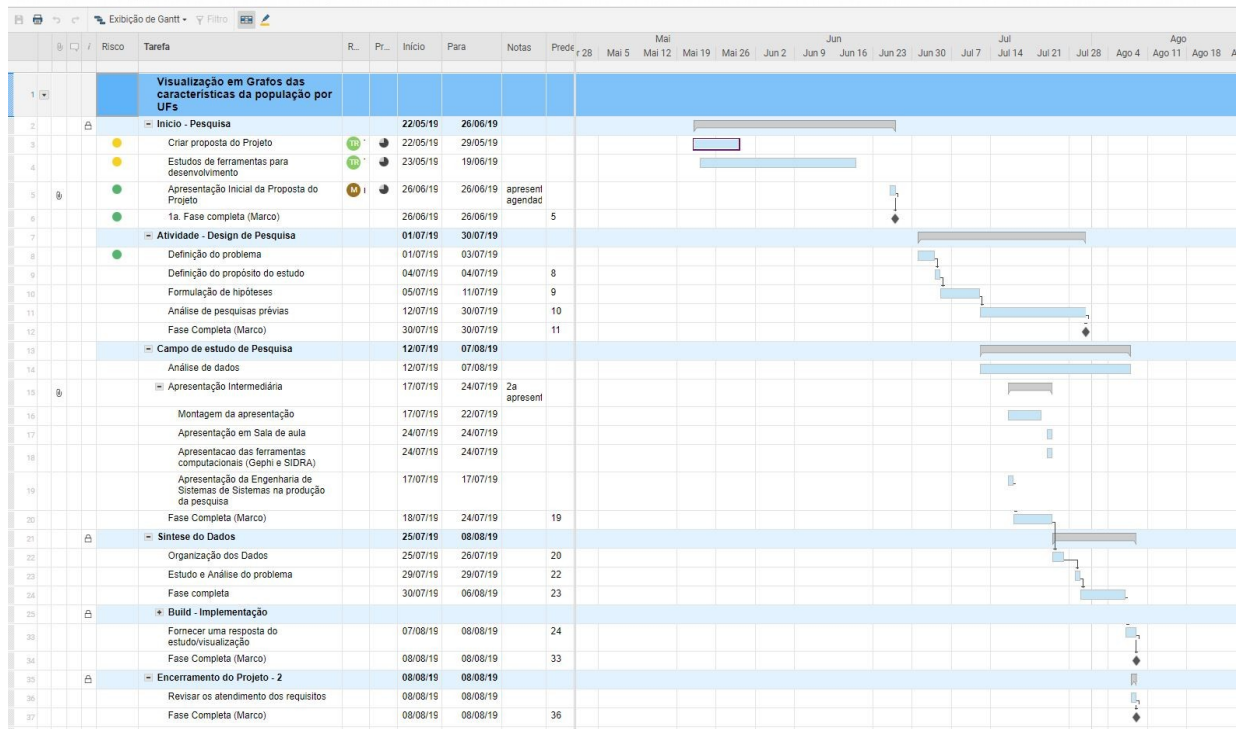 Exibição de Gantt Filtro
Risco Tarefa R... Pr... Início Para Notas Prede
Mai Jun Jul Ago
r 28 Mai 5 Mai 12 Mai 19 Mai 26 Jun 2 Jun 9 Jun 16 Jun 23 Jun 30 Jul 7 Jul 14 Jul 21 Jul 28 Ago 4 Ago 11 Ago 18 A
1 Visualização em Grafos das
características da população por
UFs
2 Inicio - Pesquisa 22/05/19 26/06/19
3 Criar proposta do Projeto TR 22/05/19 29/05/19
4 Estudos de ferramentas para TR 23/05/19 19/06/19
desenvolvimento
5 Apresentação Inicial da Proposta do M 26/06/19 26/06/19 apresent
Projeto agendad
6 1a. Fase completa (Marco) 26/06/19 26/06/19 5
7 Atividade - Design de Pesquisa 01/07/19 30/07/19
8 Definição do problema 01/07/19 03/07/19
9 Definição do propósito do estudo 04/07/19 04/07/19 8
10 Formulação de hipóteses 05/07/19 11/07/19 9
11 Análise de pesquisas prévias 12/07/19 30/07/19 10
12 Fase Completa (Marco) 30/07/19 30/07/19 11
13 Campo de estudo de Pesquisa 12/07/19 07/08/19
14 Análise de dados 12/07/19 07/08/19
15 Apresentação Intermediária 17/07/19 24/07/19 2a
apresent
16 Montagem da apresentação 17/07/19 22/07/19
17 Apresentação em Sala de aula 24/07/19 24/07/19
18 Apresentacao das ferramentas 24/07/19 24/07/19
computacionais (Gephi e SIDRA)
19 Apresentação da Engenharia de 17/07/19 17/07/19
Sistemas de Sistemas na produção
da pesquisa
20 Fase Completa (Marco) 18/07/19 24/07/19 19
21 Sintese do Dados 25/07/19 08/08/19
22 Organização dos Dados 25/07/19 26/07/19 20
23 Estudo e Análise do problema 29/07/19 29/07/19 22
24 Fase completa 30/07/19 06/08/19 23
25 Build - Implementação
33 Fornecer uma resposta do 07/08/19 08/08/19 24
estudo/visualização
34 Fase Completa (Marco) 08/08/19 08/08/19 33
35 Encerramento do Projeto - 2 08/08/19 08/08/19
36 Revisar os atendimento dos requisitos 08/08/19 08/08/19
37 Fase Completa (Marco) 08/08/19 08/08/19 36